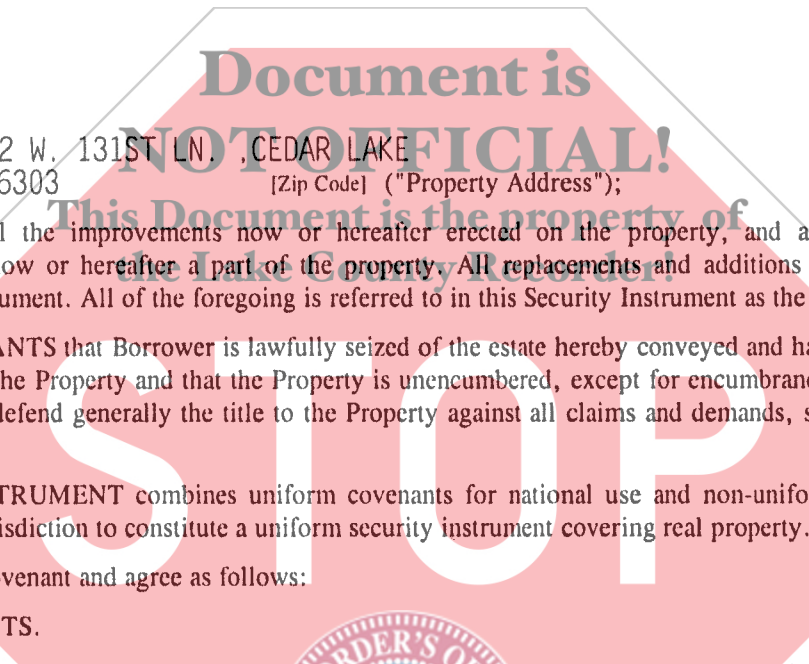 Document is
NOT OFFICIAL!
2 W. 131ST LN. ,CEDAR LAKE
6303 [Zip Code] ("Property Address");
This Document is the property of
the Lake County Recorder!
l the improvements now or hereafter erected on the property, and a
ow or hereafter a part of the property. All replacements and additions
ument. All of the foregoing is referred to in this Security Instrument as the
ANTS that Borrower is lawfully seized of the estate hereby conveyed and ha
he Property and that the Property is unencumbered, except for encumbranc
defend generally the title to the Property against all claims and demands, s
STOP
TRUMENT combines uniform covenants for national use and non-unifo
isdiction to constitute a uniform security instrument covering real property.
ovenant and agree as follows:
TS.
RDER'S O